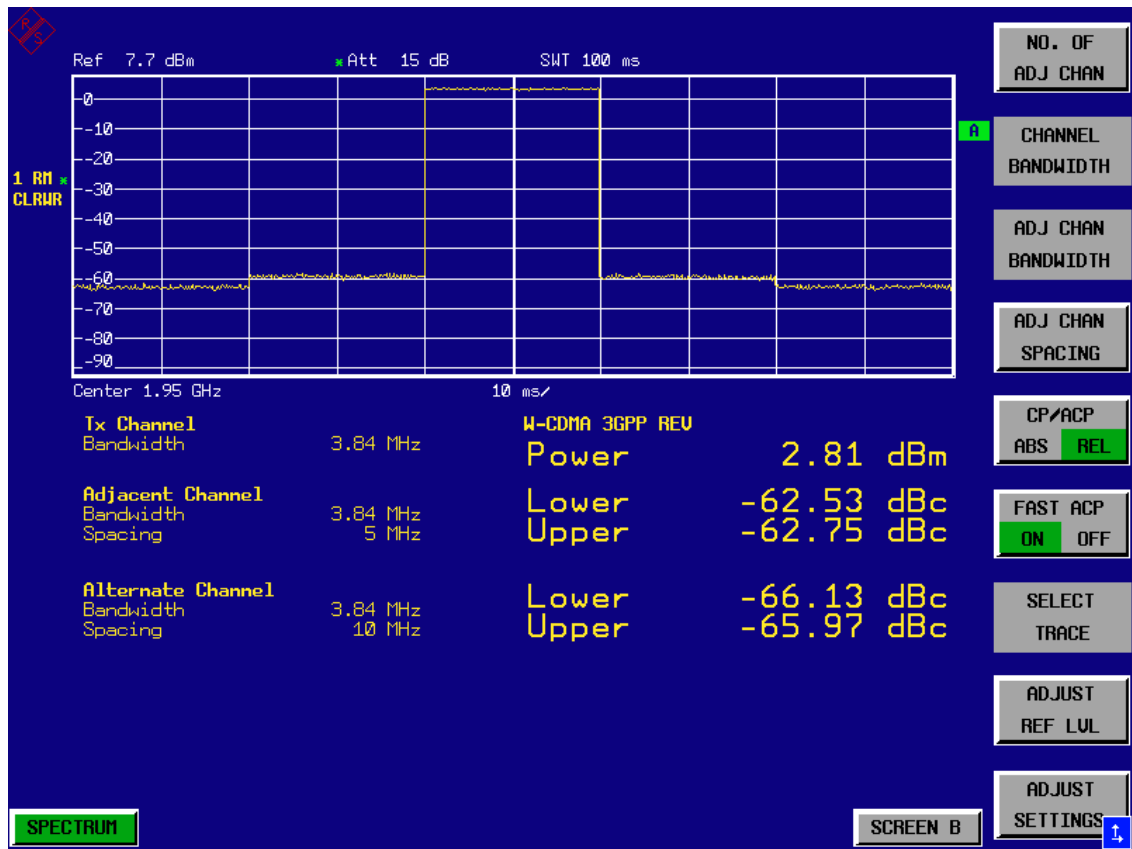 R S
Ref 7.7 dBm *Att 15 dB SWT 100 ms
0
-10
-20
-30
-40
-50
-60
-70
-80
-90
1 RM *
CLRWR
A
Center 1.95 GHz 10 ms/
Tx Channel W-CDMA 3GPP REV
Bandwidth 3.84 MHz Power 2.81 dBm
Adjacent Channel Lower -62.53 dBc
Bandwidth 3.84 MHz
Spacing 5 MHz Upper -62.75 dBc
Alternate Channel Lower -66.13 dBc
Bandwidth 3.84 MHz
Spacing 10 MHz Upper -65.97 dBc
NO. OF
ADJ CHAN
CHANNEL
BANDWIDTH
ADJ CHAN
BANDWIDTH
ADJ CHAN
SPACING
CP/ACP
ABS REL
FAST ACP
ON OFF
SELECT
TRACE
ADJUST
REF LVL
ADJUST
SETTINGS
SPECTRUM
SCREEN B